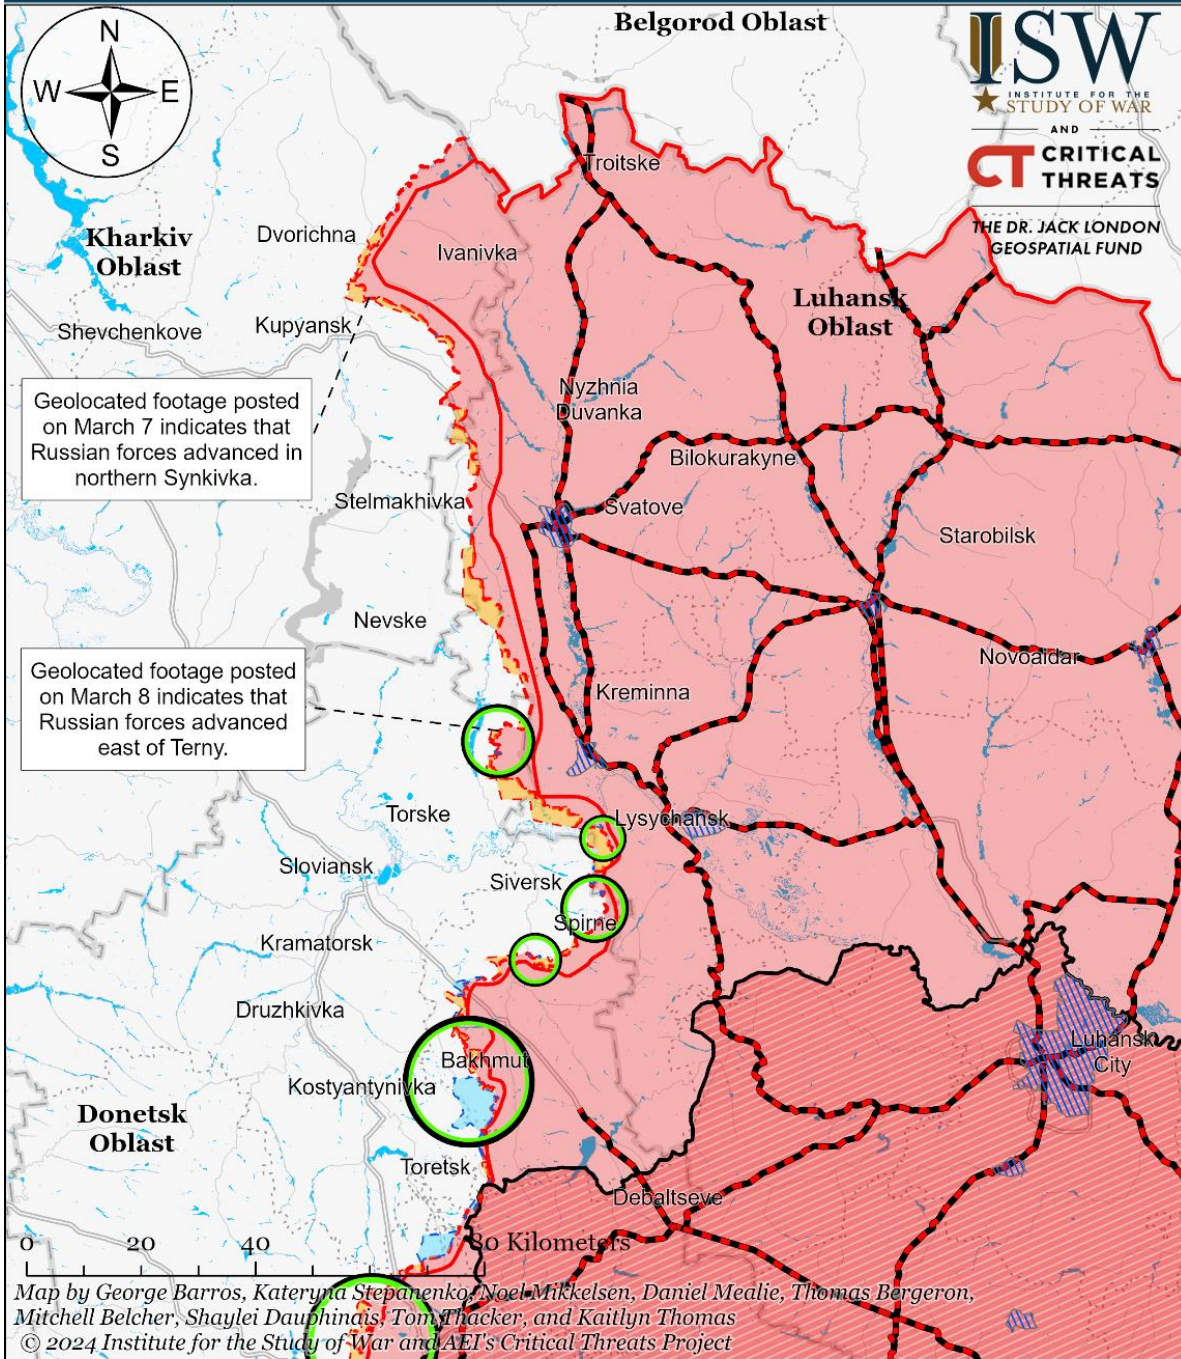 Belgorod Oblast
N
W
E
S
ISW
INSTITUTE FOR THE
STUDY OF WAR
AND
CT CRITICAL
THREATS
THE DR. JACK LONDON
GEOSPATIAL FUND
Troitske
Kharkiv
Oblast
Dvorichna
Ivanivka
Luhansk
Oblast
Shevchenkove
Kupyansk
Geolocated footage posted
on March 7 indicates that
Russian forces advanced in
northern Synkivka.
Nyzhnia
Duvanka
Bilokurakyne
Stelmakhivka
Svatove
Starobilsk
Nevske
Novoaidar
Geolocated footage posted
on March 8 indicates that
Russian forces advanced
east of Terny.
Kreminna
Torske
Lysychansk
Sloviansk
Siversk
Spirne
Kramatorsk
Druzhkivka
Bakhmut
Luhansk
City
Kostyantynivka
Donetsk
Oblast
Toretsk
Debaltseve
0 20 40 80 Kilometers
Map by George Barros, Kateryna Stepanenko, Noel Mikkelsen, Daniel Mealie, Thomas Bergeron,
Mitchell Belcher, Shaylei Dauphinais, Tom Thacker, and Kaitlyn Thomas
© 2024 Institute for the Study of War and AEI's Critical Threats Project